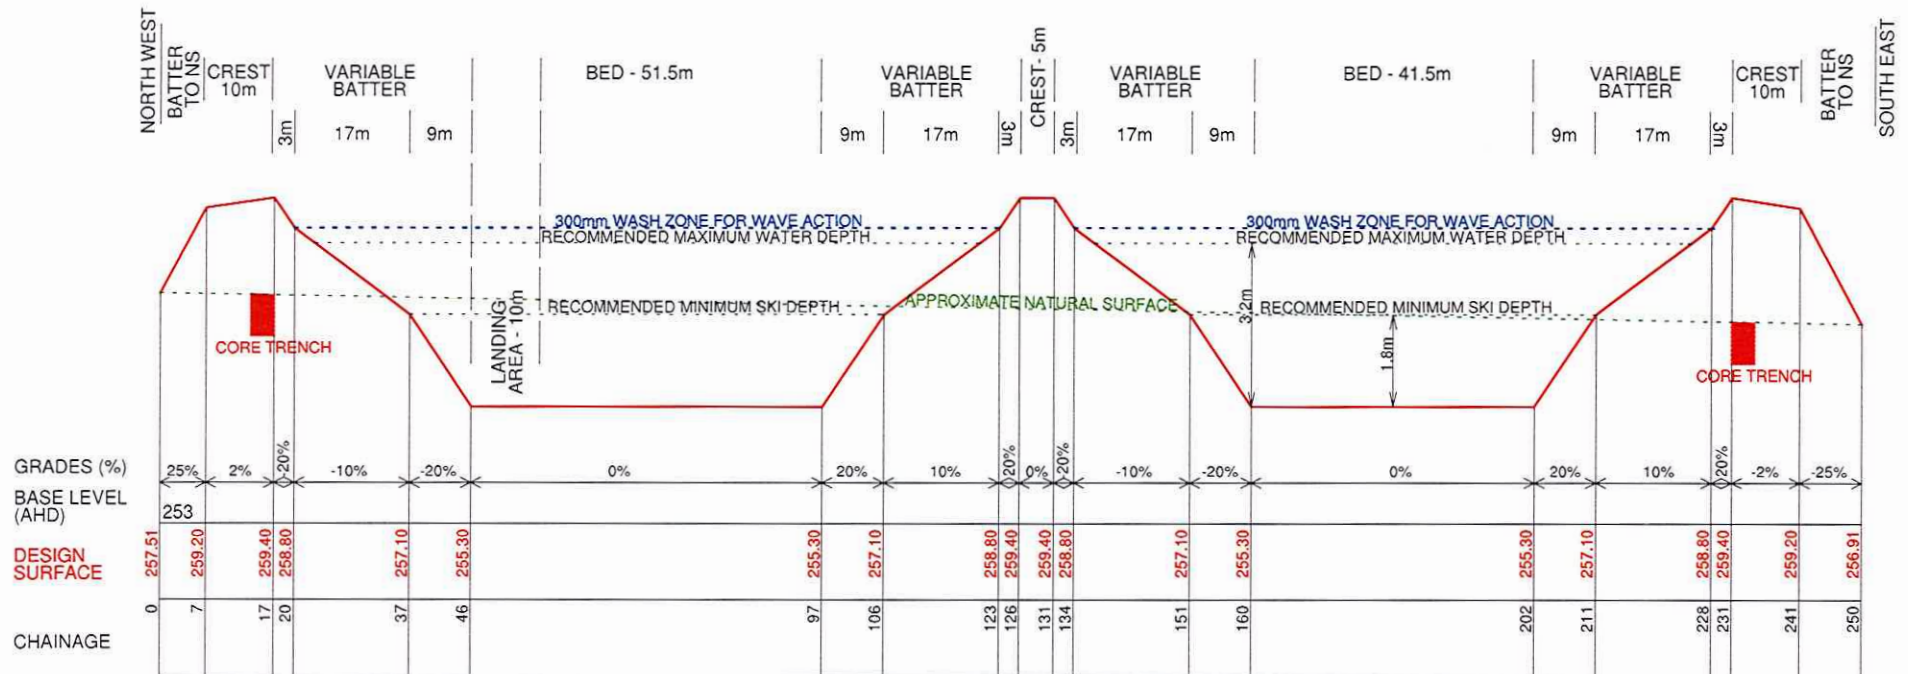 NORTH WEST
BATTER
TO NS
CREST
10m
VARIABLE
BATTER
BED - 51.5m
VARIABLE
BATTER
CREST- 5m
VARIABLE
BATTER
BED - 41.5m
VARIABLE
BATTER
CREST
10m
BATTER
TO NS
SOUTH EAST
3m
17m
9m
9m
17m
3m
3m
17m
9m
9m
17m
3m
300mm WASH ZONE FOR WAVE ACTION
300mm WASH ZONE FOR WAVE ACTION
RECOMMENDED MAXIMUM WATER DEPTH
RECOMMENDED MAXIMUM WATER DEPTH
LANDING
AREA - 10m
RECOMMENDED MINIMUM SKI DEPTH
APPROXIMATE NATURAL SURFACE
3.2m
RECOMMENDED MINIMUM SKI DEPTH
1.8m
CORE TRENCH
CORE TRENCH
GRADES (%)
25% 2% -20% -10% -20% 0% 20% 10% 20% 0% -20% -10% -20% 0% 20% 10% 20% -2% -25%
BASE LEVEL
(AHD)
253
DESIGN
SURFACE
257.51 259.20 259.40 258.80 257.10 255.30 255.30 257.10 258.80 259.40 259.40 258.80 257.10 255.30 255.30 257.10 258.80 259.40 259.20 256.91
CHAINAGE
0 7 17 20 37 46 97 106 123 126 131 134 151 160 202 211 228 231 241 250